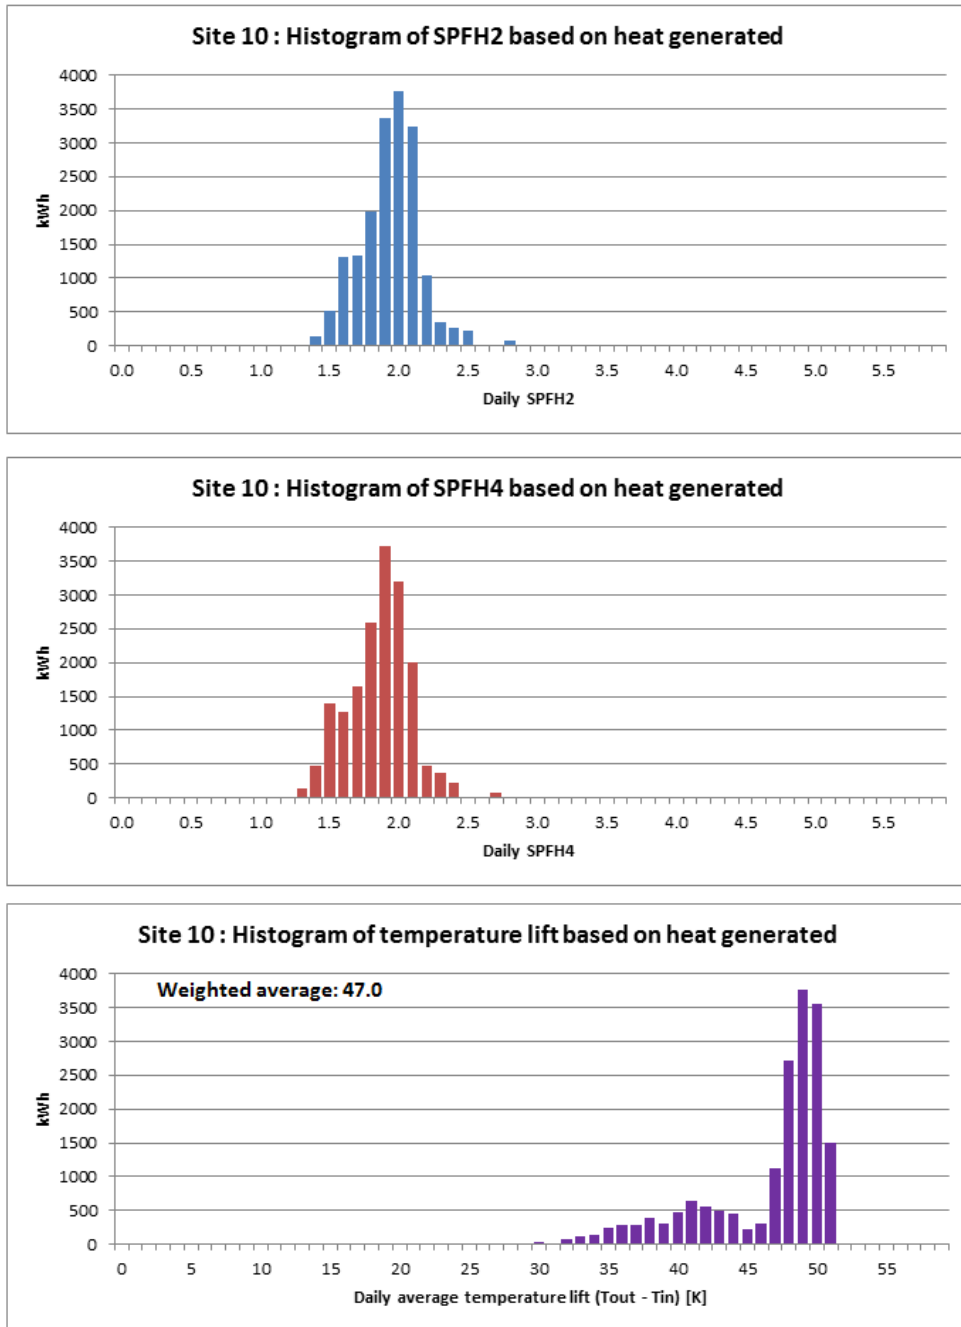 Site 10 : Histogram of SPFH2 based on heat generated
4000
3500
3000
2500
2000
1500
1000
500
0
kWh
0.0 0.5 1.0 1.5 2.0 2.5 3.0 3.5 4.0 4.5 5.0 5.5
Daily SPFH2
Site 10 : Histogram of SPFH4 based on heat generated
4000
3500
3000
2500
2000
1500
1000
500
0
kWh
0.0 0.5 1.0 1.5 2.0 2.5 3.0 3.5 4.0 4.5 5.0 5.5
Daily SPFH4
Site 10 : Histogram of temperature lift based on heat generated
Weighted average: 47.0
4000
3500
3000
2500
2000
1500
1000
500
0
kWh
0 5 10 15 20 25 30 35 40 45 50 55
Daily average temperature lift (Tout - Tin) [K]